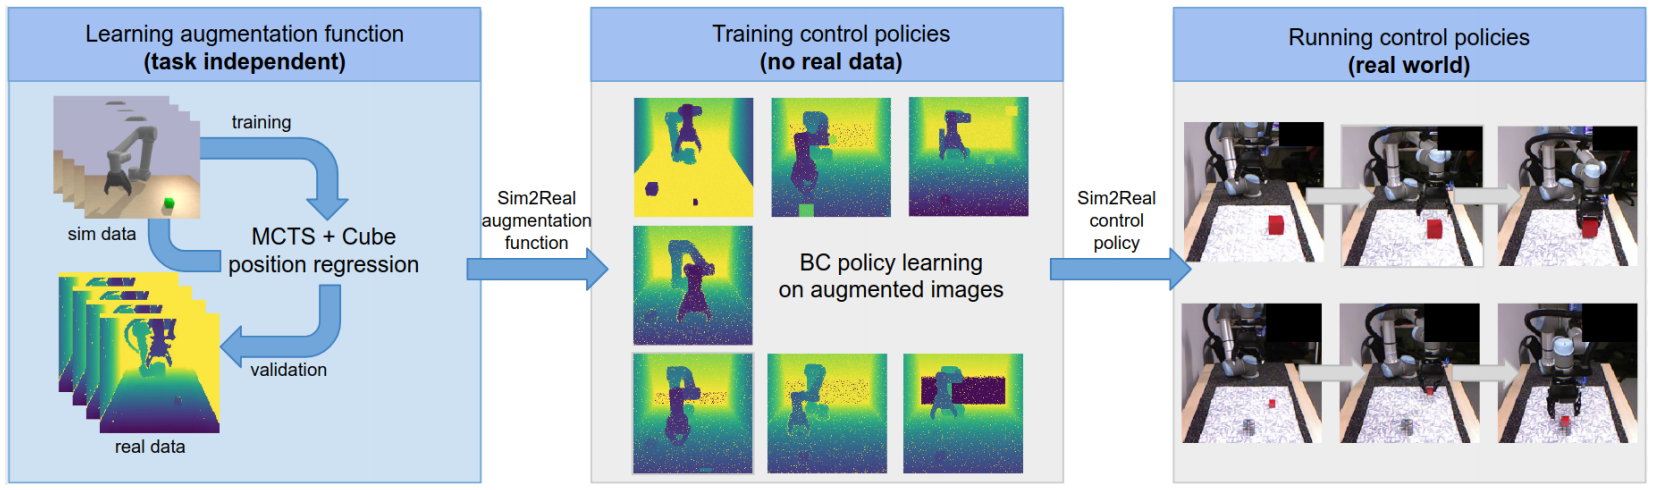 Learning augmentation function
(task independent)
training
sim data
MCTS + Cube
position regression
validation
real data
Sim2Real
augmentation
function
Training control policies
(no real data)
BC policy learning
on augmented images
Sim2Real
control
policy
Running control policies
(real world)